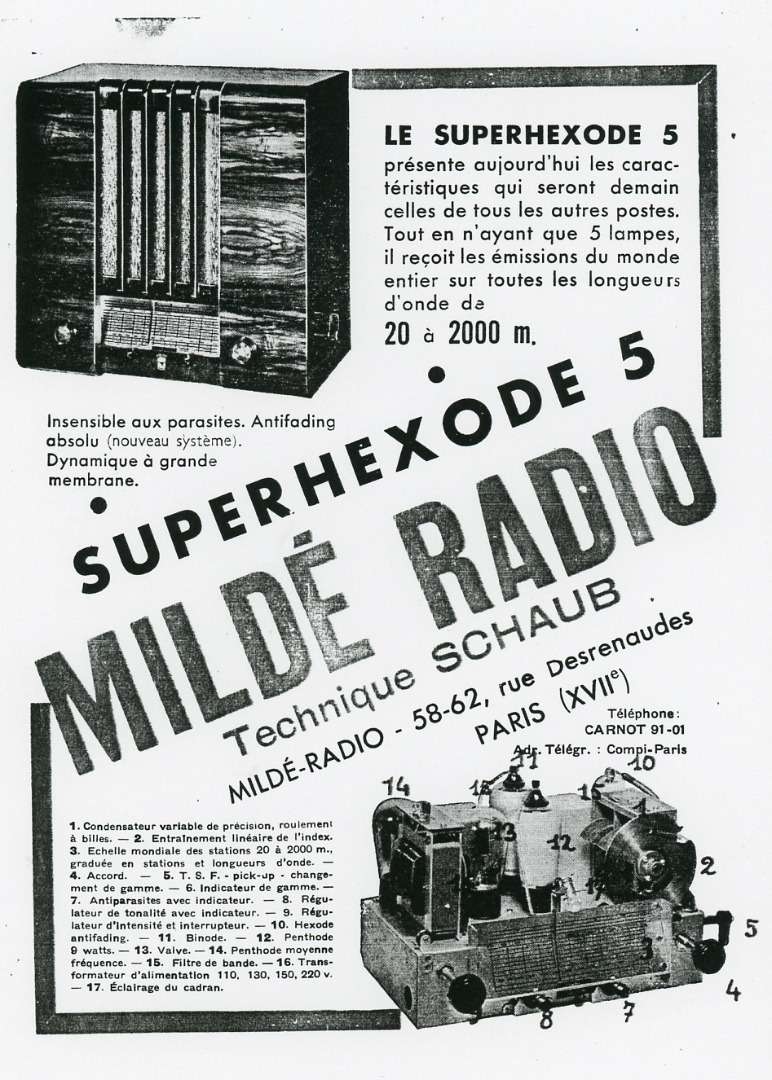 LE SUPERHEXODE 5
présente aujourd'hui les carac-
téristiques qui seront demain
celles de tous les autres postes.
Tout en n'ayant que 5 lampes,
il reçoit les émissions du monde
entier sur toutes les longueurs
d'onde de
20 à 2000 m.
Insensible aux parasites. Antifading
absolu (nouveau système).
Dynamique à grande
membrane.
SUPERHEXODE 5
MILDÉ RADIO
Technique SCHAUB
MILDÉ-RADIO - 58-62, rue Desrenaudes
PARIS (XVIIe)
Téléphone:
CARNOT 91-01
Adr. Télégr. : Compi-Paris
1. Condensateur variable de précision, roulement
à billes. — 2. Entraînement linéaire de l'index.
3. Echelle mondiale des stations 20 à 2000 m.,
graduée en stations et longueurs d'onde. —
4. Accord. — 5. T. S. F. - pick-up - change-
ment de gamme. — 6. Indicateur de gamme. —
7. Antiparasites avec indicateur. — 8. Régu-
lateur de tonalité avec indicateur. — 9. Régu-
lateur d'intensité et interrupteur. — 10. Hexode
antifading. — 11. Binode. — 12. Penthode
9 watts. — 13. Valve. — 14. Penthode moyenne
fréquence. — 15. Filtre de bande. — 16. Trans-
formateur d'alimentation 110, 130, 150, 220 v.
— 17. Éclairage du cadran.
11
10
14
15
13
12
2
3
5
4
8
7